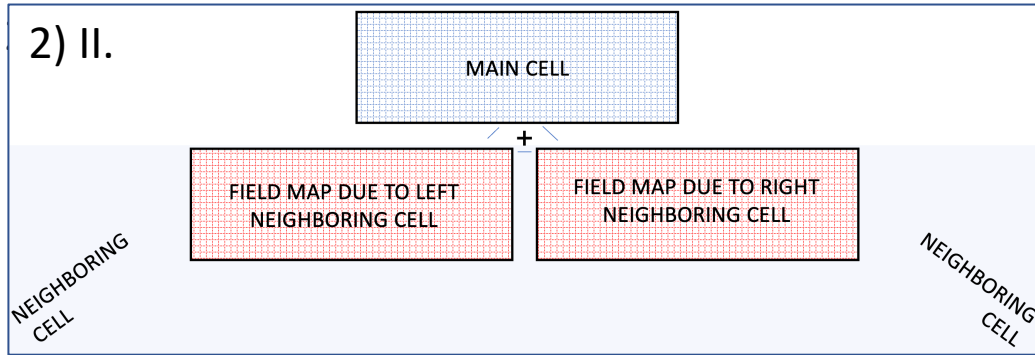 2) II.
MAIN CELL
+
FIELD MAP DUE TO LEFT
NEIGHBORING CELL
FIELD MAP DUE TO RIGHT
NEIGHBORING CELL
NEIGHBORING
CELL
NEIGHBORING
CELL